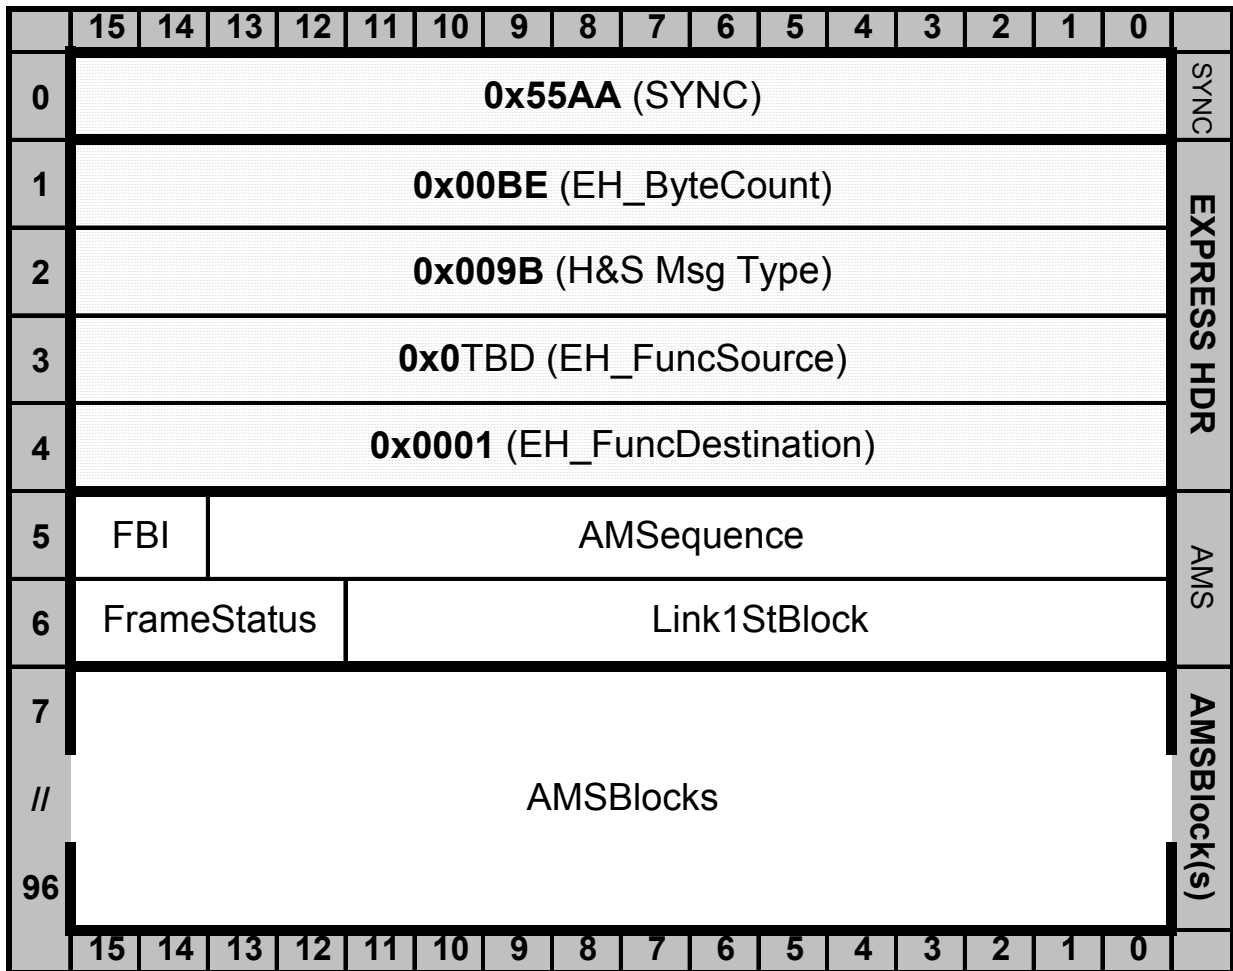 15 14 13 12 11 10 9 8 7 6 5 4 3 2 1 0
0 0x55AA (SYNC) SYNC
1 0x00BE (EH_ByteCount)
2 0x009B (H&S Msg Type)
EXPRESS HDR
3 0x0TBD (EH_FuncSource)
4 0x0001 (EH_FuncDestination)
5 FBI AMSequence
AMS
6 FrameStatus Link1StBlock
7
// AMSBlocks AMSBlock(s)
96
15 14 13 12 11 10 9 8 7 6 5 4 3 2 1 0